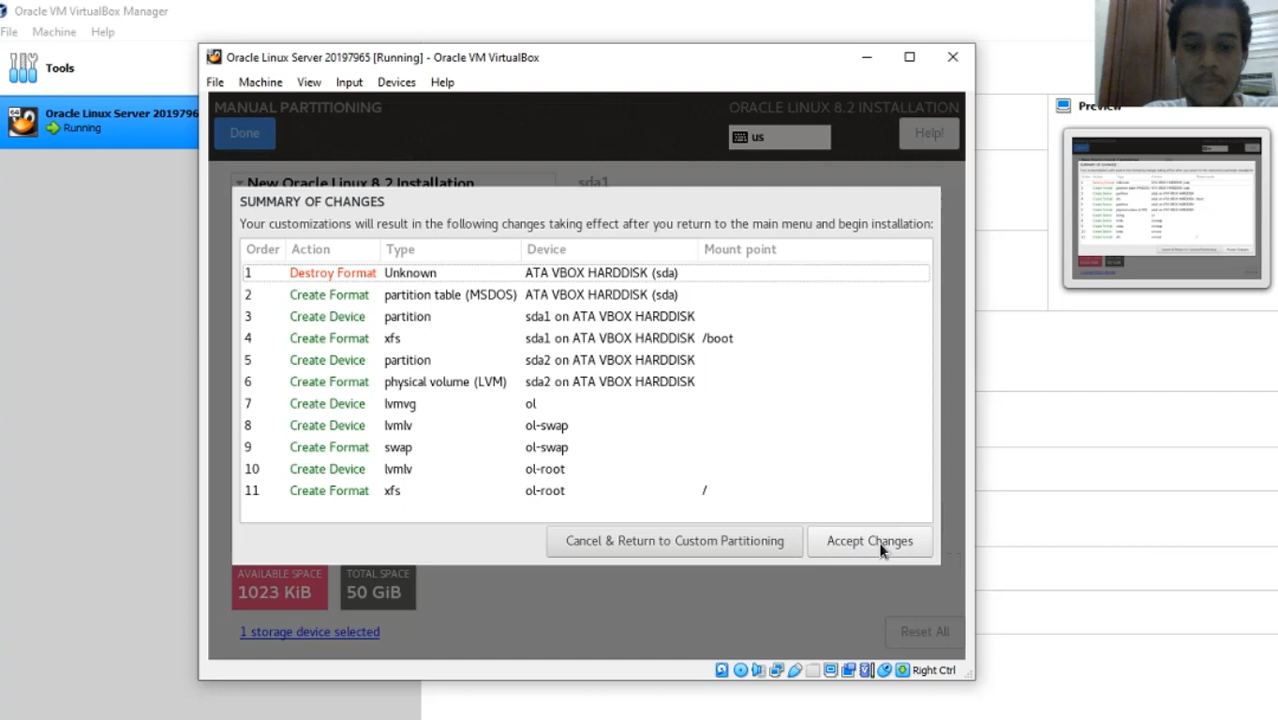 Oracle VM VirtualBox Manager
File Machine Help
Tools
Oracle Linux Server 2019796
Running
Preview
Oracle Linux Server 20197965 [Running] - Oracle VM VirtualBox
File Machine View Input Devices Help
MANUAL PARTITIONING
ORACLE LINUX 8.2 INSTALLATION
Done
us
Help!
New Oracle Linux 8.2 Installation
sda1
SUMMARY OF CHANGES
Your customizations will result in the following changes taking effect after you return to the main menu and begin installation:
Order Action Type Device Mount point
1 Destroy Format Unknown ATA VBOX HARDDISK (sda)
2 Create Format partition table (MSDOS) ATA VBOX HARDDISK (sda)
3 Create Device partition sda1 on ATA VBOX HARDDISK
4 Create Format xfs sda1 on ATA VBOX HARDDISK /boot
5 Create Device partition sda2 on ATA VBOX HARDDISK
6 Create Format physical volume (LVM) sda2 on ATA VBOX HARDDISK
7 Create Device lvmvg ol
8 Create Device lvmlv ol-swap
9 Create Format swap ol-swap
10 Create Device lvmlv ol-root
11 Create Format xfs ol-root /
Cancel & Return to Custom Partitioning
Accept Changes
AVAILABLE SPACE
1023 KiB
TOTAL SPACE
50 GiB
1 storage device selected
Reset All
Right Ctrl